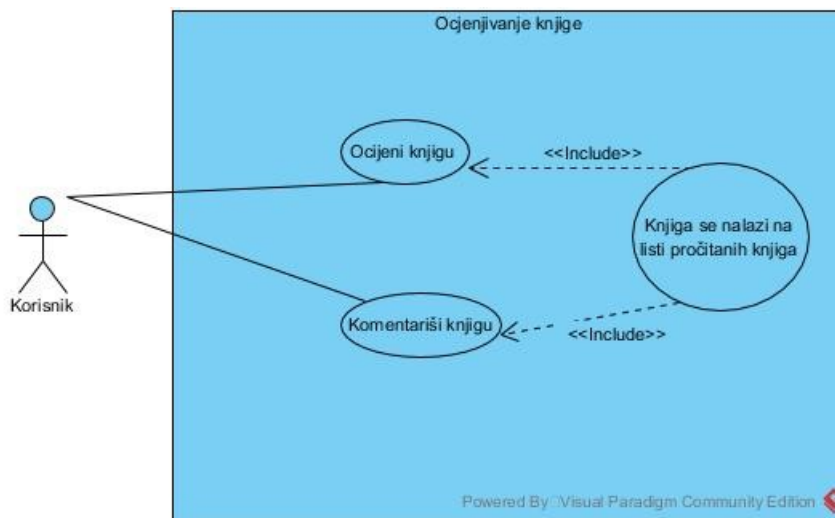 Ocjenjivanje knjige
Ocijeni knjigu
<<Include>>
Knjiga se nalazi na
listi pročitanih knjiga
Korisnik
Komentariši knjigu
<<Include>>
Powered By Visual Paradigm Community Edition